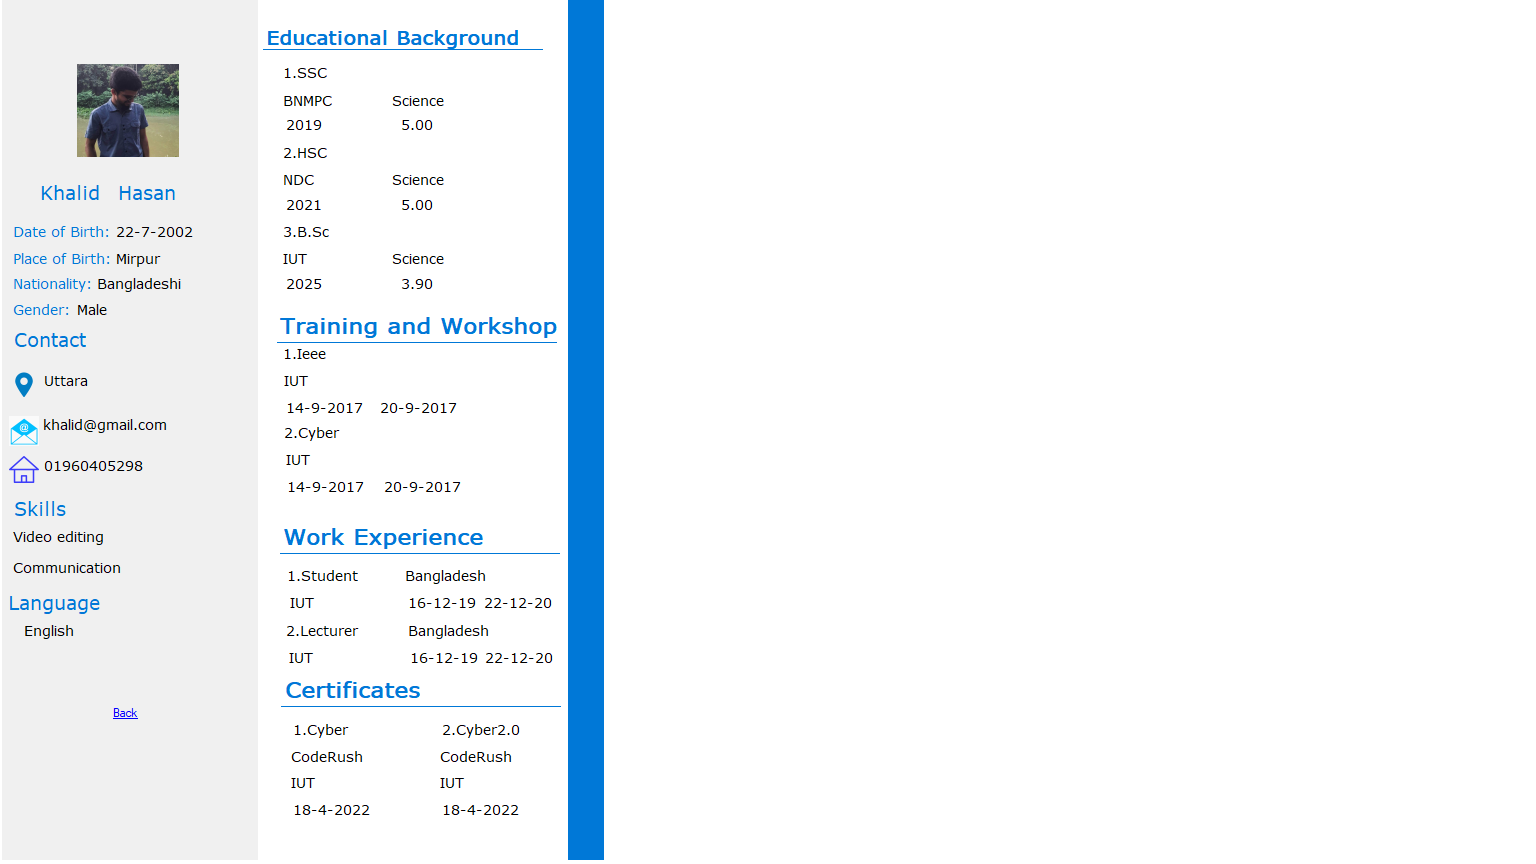 Khalid Hasan
Date of Birth: 22-7-2002
Place of Birth: Mirpur
Nationality: Bangladeshi
Gender: Male
Contact
Uttara
khalid@gmail.com
01960405298
Skills
Video editing
Communication
Language
English
Back
Educational Background
1.SSC
BNMPC Science
2019 5.00
2.HSC
NDC Science
2021 5.00
3.B.Sc
IUT Science
2025 3.90
Training and Workshop
1.Ieee
IUT
14-9-2017 20-9-2017
2.Cyber
IUT
14-9-2017 20-9-2017
Work Experience
1.Student Bangladesh
IUT 16-12-19 22-12-20
2.Lecturer Bangladesh
IUT 16-12-19 22-12-20
Certificates
1.Cyber 2.Cyber2.0
CodeRush CodeRush
IUT IUT
18-4-2022 18-4-2022